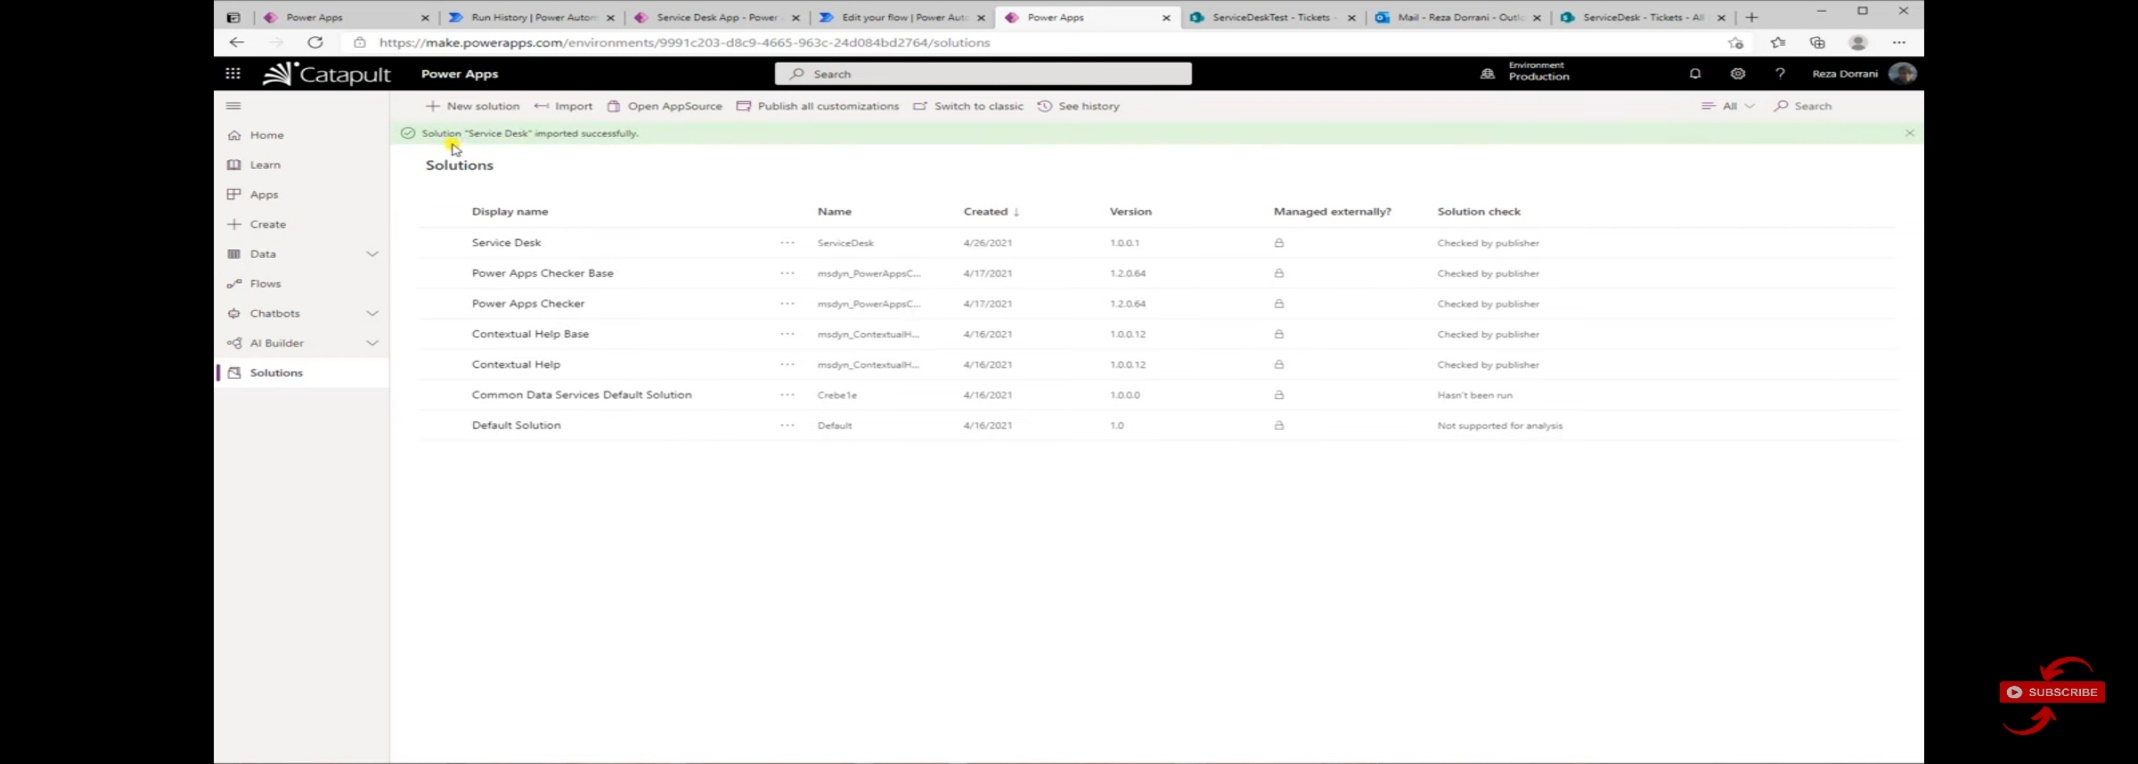 Power Apps
Run History | Power Autom
Service Desk App - Power
Edit your flow | Power Auto
Power Apps
ServiceDeskTest - Tickets -
Mail - Reza Dorrani - Outlo
ServiceDesk - Tickets - All
https://make.powerapps.com/environments/9991c203-d8c9-4665-963c-24d084bd2764/solutions
Catapult
Power Apps
Search
Environment
Production
Reza Dorrani
New solution
Import
Open AppSource
Publish all customizations
Switch to classic
See history
All
Search
Solution "Service Desk" imported successfully.
Home
Learn
Apps
Create
Data
Flows
Chatbots
AI Builder
Solutions
Solutions
Display name Name Created ↓ Version Managed externally? Solution check
Service Desk ··· ServiceDesk 4/26/2021 1.0.0.1 Checked by publisher
Power Apps Checker Base ··· msdyn_PowerAppsC... 4/17/2021 1.2.0.64 Checked by publisher
Power Apps Checker ··· msdyn_PowerAppsC... 4/17/2021 1.2.0.64 Checked by publisher
Contextual Help Base ··· msdyn_ContextualH... 4/16/2021 1.0.0.12 Checked by publisher
Contextual Help ··· msdyn_ContextualH... 4/16/2021 1.0.0.12 Checked by publisher
Common Data Services Default Solution ··· Crebe1e 4/16/2021 1.0.0.0 Hasn't been run
Default Solution ··· Default 4/16/2021 1.0 Not supported for analysis
SUBSCRIBE